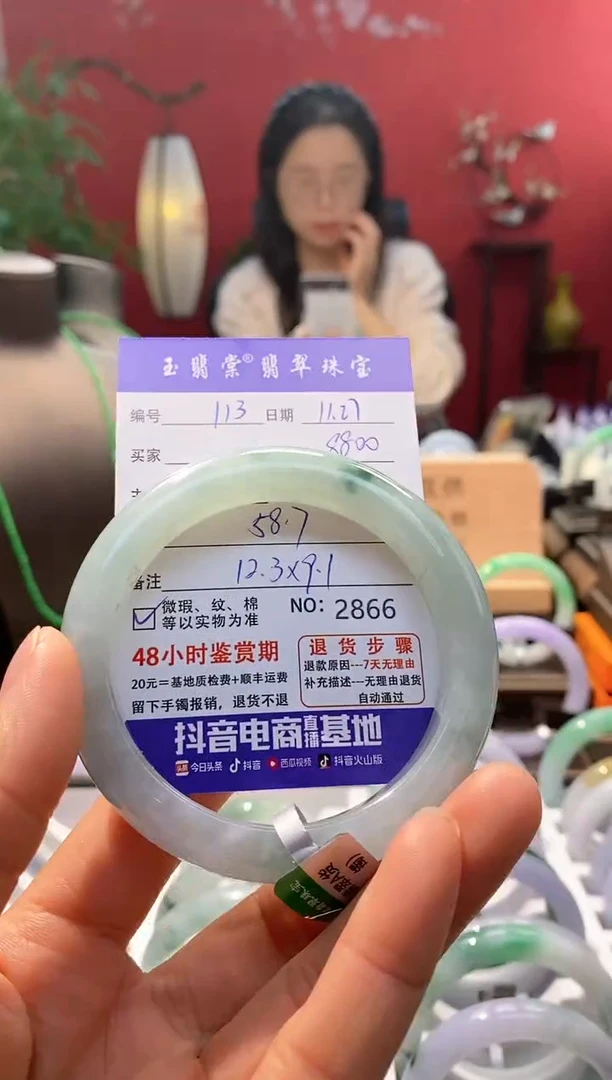 玉翡棠®翡翠珠宝
编号 113 日期 11.27
买家 8800
58.7
备注 12.3×9.1
微瑕、纹、棉
等以实物为准
NO: 2866
48小时鉴赏期
20元=基地质检费+顺丰运费
留下手镯报销，退货不退
退货步骤
退款原因---7天无理由
补充描述---无理由退货
自动通过
抖音电商直播基地
头条 今日头条 抖音 西瓜视频 抖音火山版